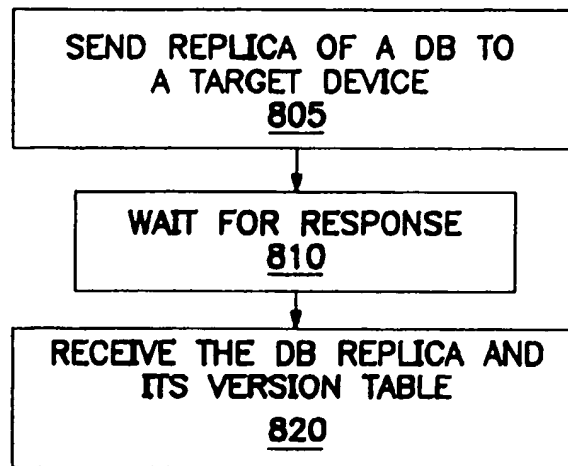 SEND REPLICA OF A DB TO
A TARGET DEVICE
805
WAIT FOR RESPONSE
810
RECEIVE THE DB REPLICA AND
ITS VERSION TABLE
820